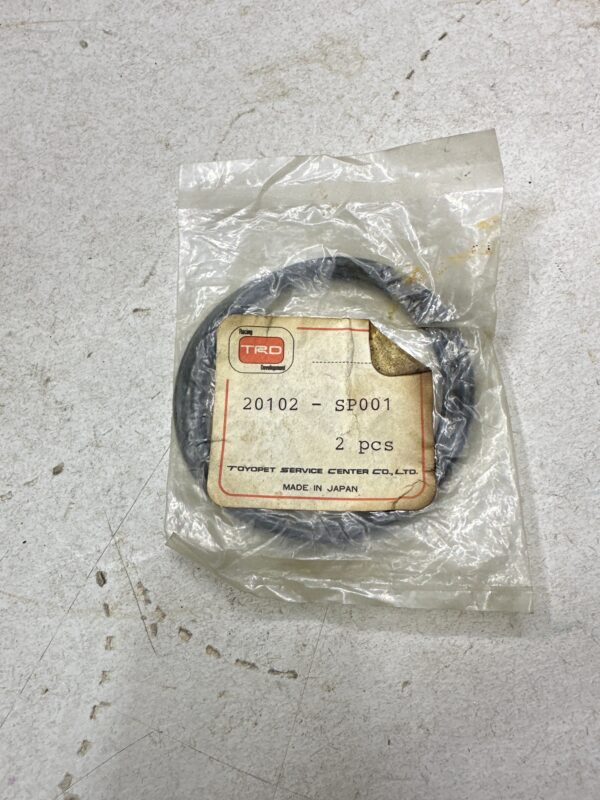 Racing
TRD
Development
20102 - SP001
2 pcs
TOYOPET SERVICE CENTER CO., LTD.
MADE IN JAPAN